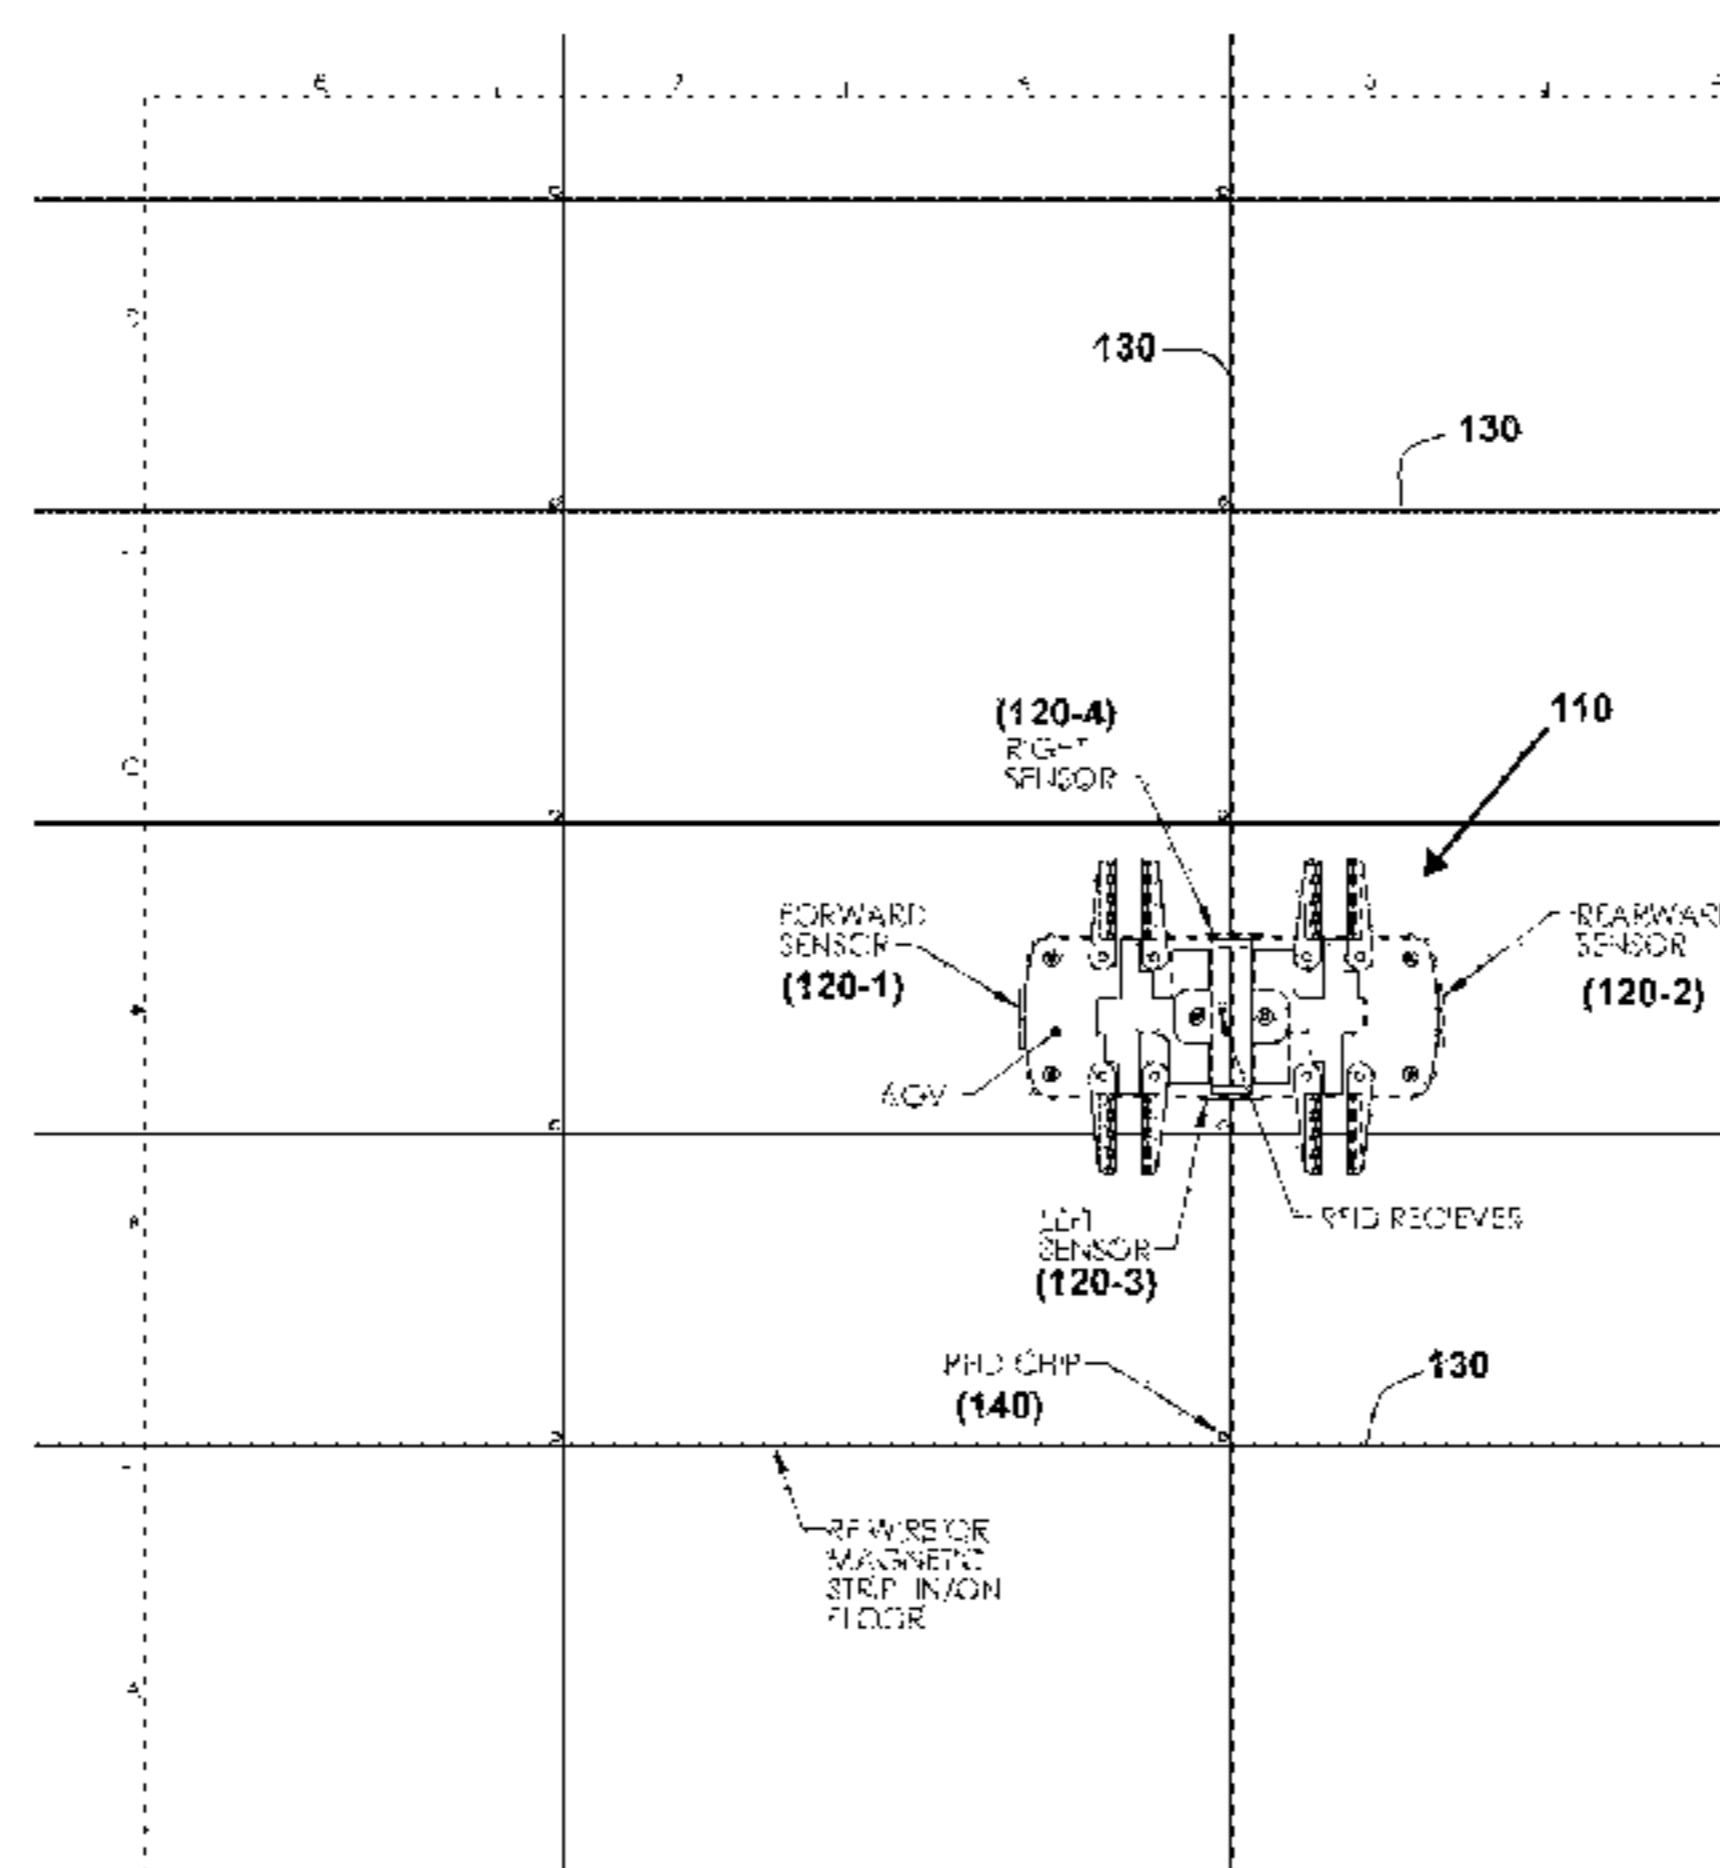 130
130
(120-4)
RIGHT
SENSOR
110
FORWARD
SENSOR
(120-1)
REARWAR
SENSOR
(120-2)
AGV
LEFT
SENSOR
(120-3)
RFID RECIEVER
RFID CHIP
(140)
130
RF WIRE OR
MAGNETIC
STRIP IN/ON
FLOOR